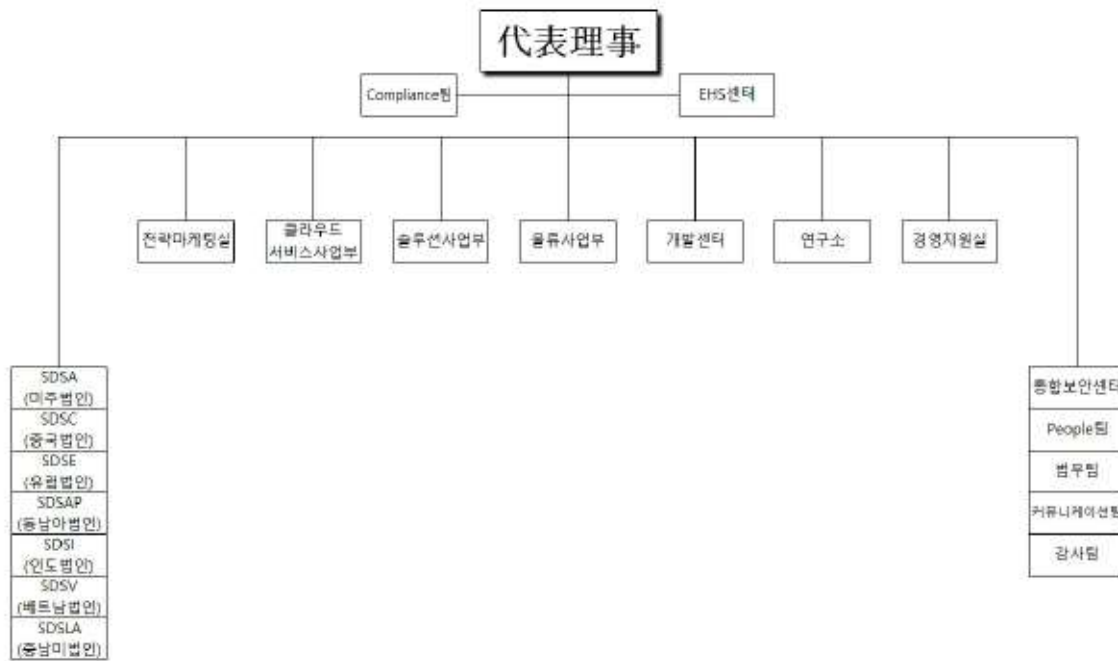 代表理事
Compliance팀
EHS센터
전략마케팅실
클라우드
서비스사업부
솔루션사업부
물류사업부
개발센터
연구소
경영지원실
SDSA
(미주법인)
SDSC
(중국법인)
SDSE
(유럽법인)
SDSAP
(동남아법인)
SDSI
(인도법인)
SDSV
(베트남법인)
SDSLA
(중남미법인)
통합보안센터
People팀
법무팀
커뮤니케이션팀
감사팀